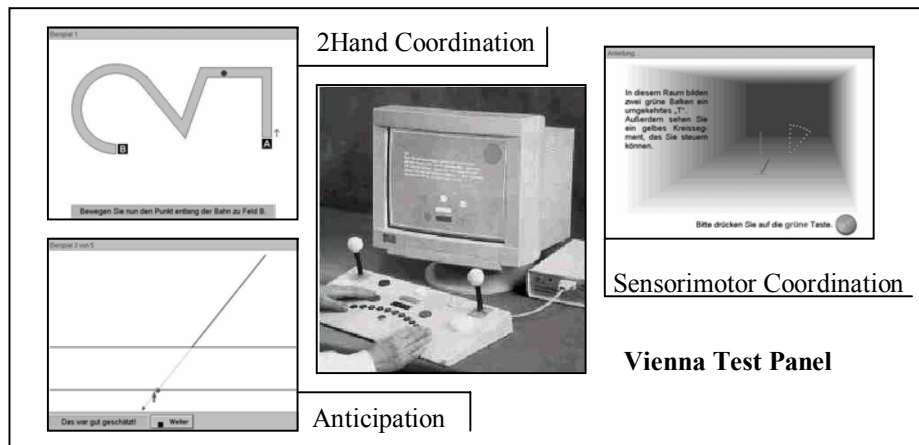 Beispiel 1
B
A
Bewegen Sie nun den Punkt entlang der Bahn zu Feld B.
2Hand Coordination
Anleitung...
In diesem Raum bilden
zwei grüne Balken ein
umgekehrtes „T".
Außerdem sehen Sie
ein gelbes Kreisseg-
ment, das Sie steuern
können.
Bitte drücken Sie auf die grüne Taste.
Sensorimotor Coordination
von 5
Das war gut geschätzt!
Weiter
Anticipation
Vienna Test Panel